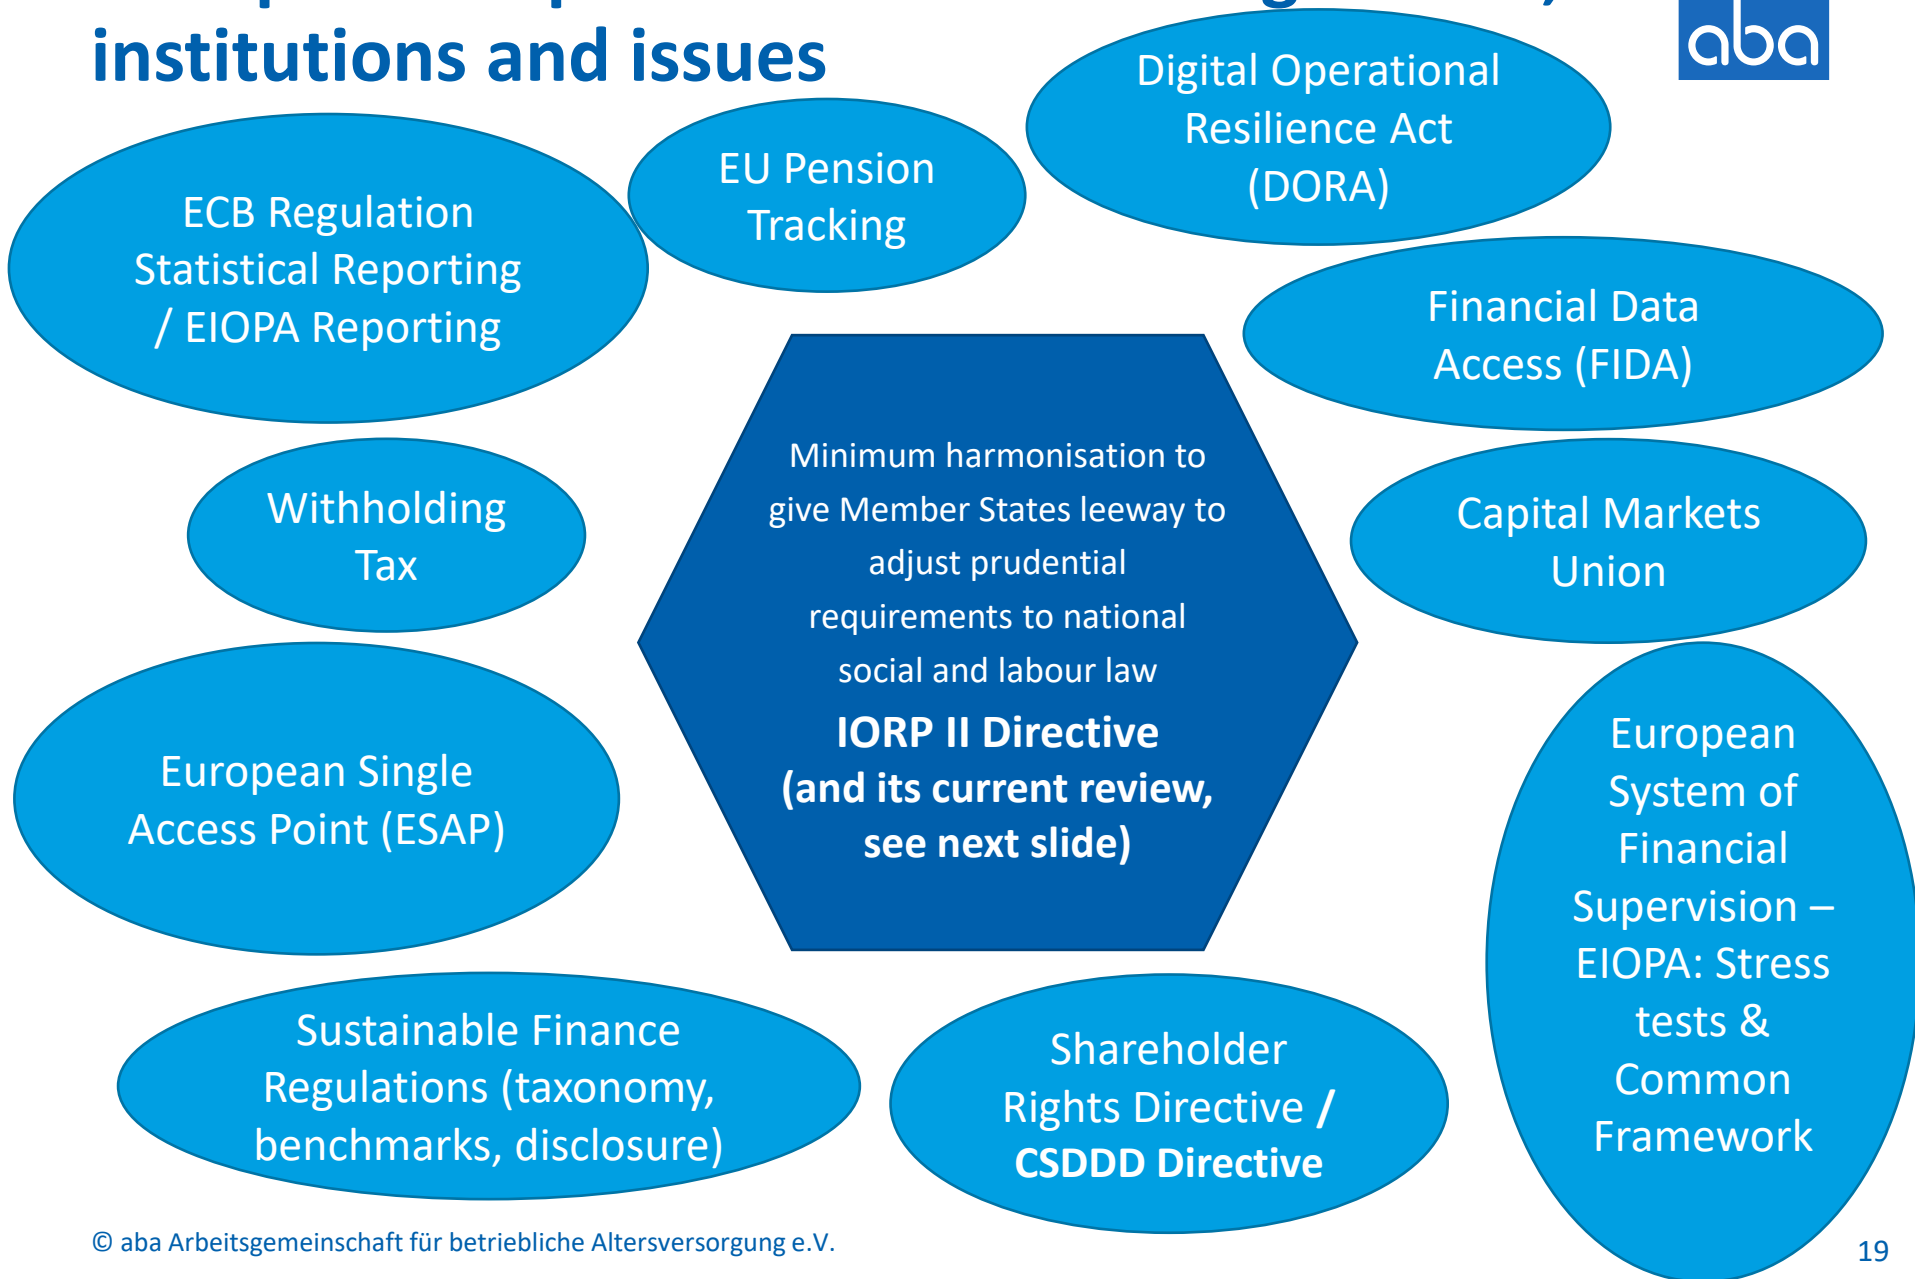 institutions and issues
aba
Digital Operational
Resilience Act
(DORA)
EU Pension
Tracking
ECB Regulation
Statistical Reporting
/ EIOPA Reporting
Financial Data
Access (FIDA)
Minimum harmonisation to
give Member States leeway to
adjust prudential
requirements to national
social and labour law
IORP II Directive
(and its current review,
see next slide)
Withholding
Tax
Capital Markets
Union
European Single
Access Point (ESAP)
European
System of
Financial
Supervision –
EIOPA: Stress
tests &
Common
Framework
Sustainable Finance
Regulations (taxonomy,
benchmarks, disclosure)
Shareholder
Rights Directive /
CSDDD Directive
© aba Arbeitsgemeinschaft für betriebliche Altersversorgung e.V.
19